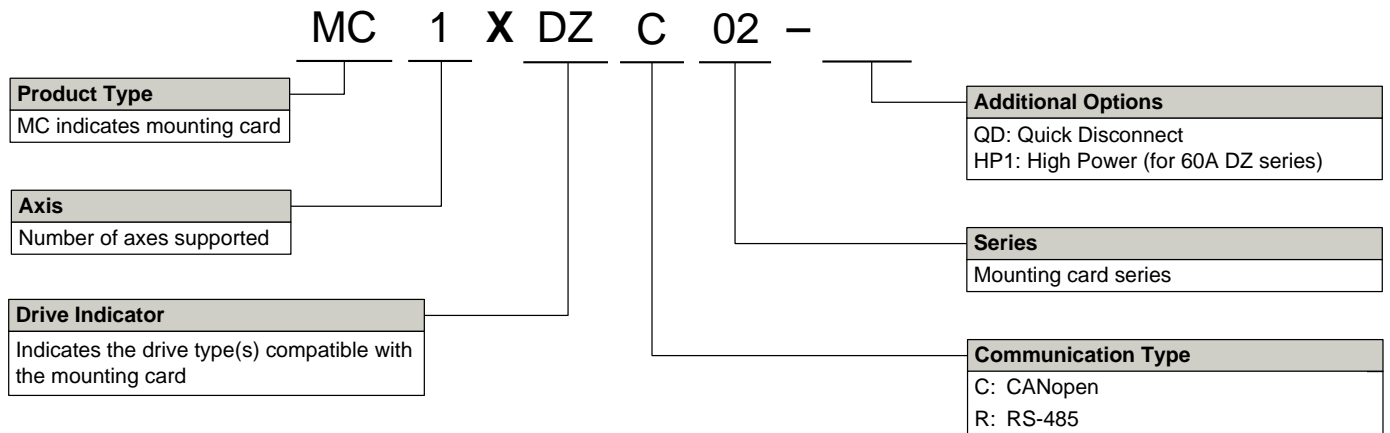 MC 1 X DZ C 02 –
Product Type
MC indicates mounting card
Axis
Number of axes supported
Drive Indicator
Indicates the drive type(s) compatible with
the mounting card
Additional Options
QD: Quick Disconnect
HP1: High Power (for 60A DZ series)
Series
Mounting card series
Communication Type
C: CANopen
R: RS-485